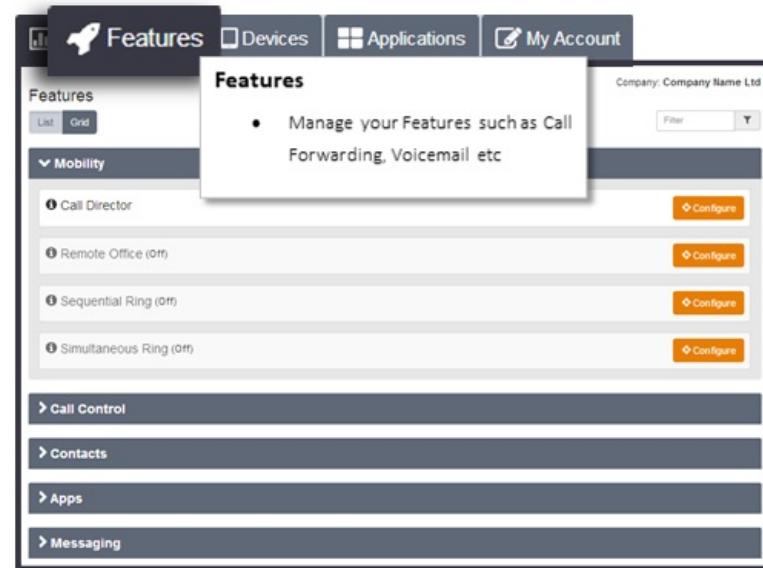 Features Devices Applications My Account
Features
Manage your Features such as Call
Forwarding, Voicemail etc
Company: Company Name Ltd
Features
List Grid
Filter
Mobility
Call Director Configure
Remote Office (Off) Configure
Sequential Ring (Off) Configure
Simultaneous Ring (Off) Configure
Call Control
Contacts
Apps
Messaging